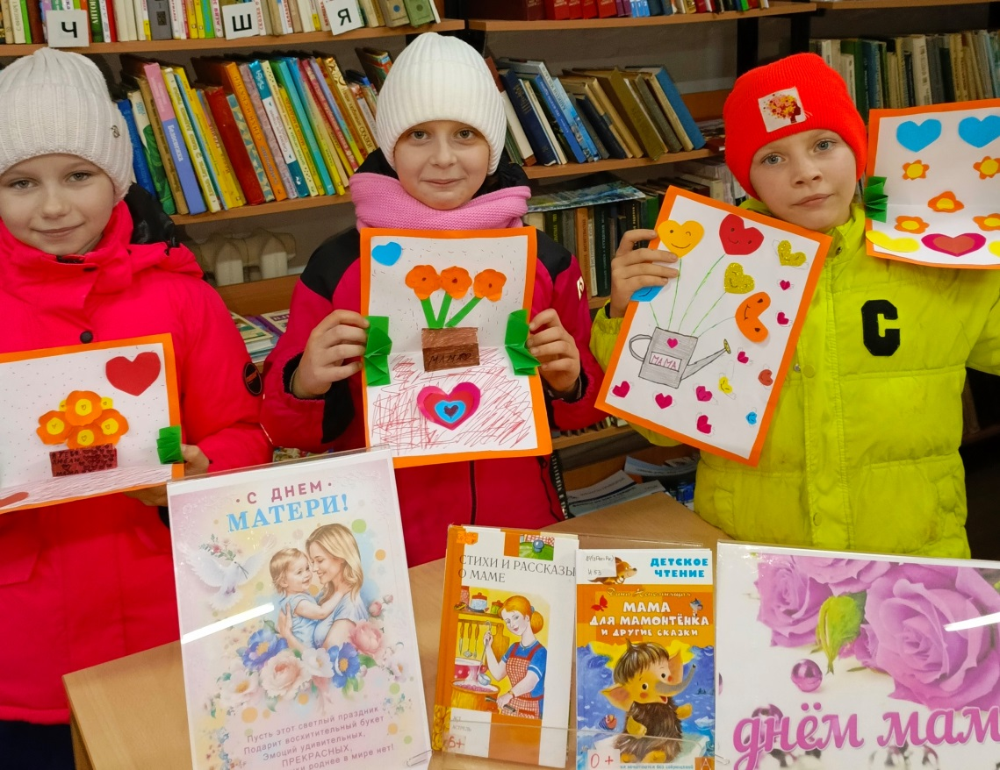 Ч
Ш
Я
С
МАМА
МАМА
· С ДНЕМ ·
МАТЕРИ!
Пусть этот светлый праздник
Подарит восхитительный букет
Эмоций удивительных,
ПРЕКРАСНЫХ,
роднее в мире нет!
СТИХИ И РАССКАЗЫ
О МАМЕ
6+
ДЕТСКОЕ
ЧТЕНИЕ
МАМА
ДЛЯ МАМОНТЁНКА
И ДРУГИЕ СКАЗКИ
0+
днём мам